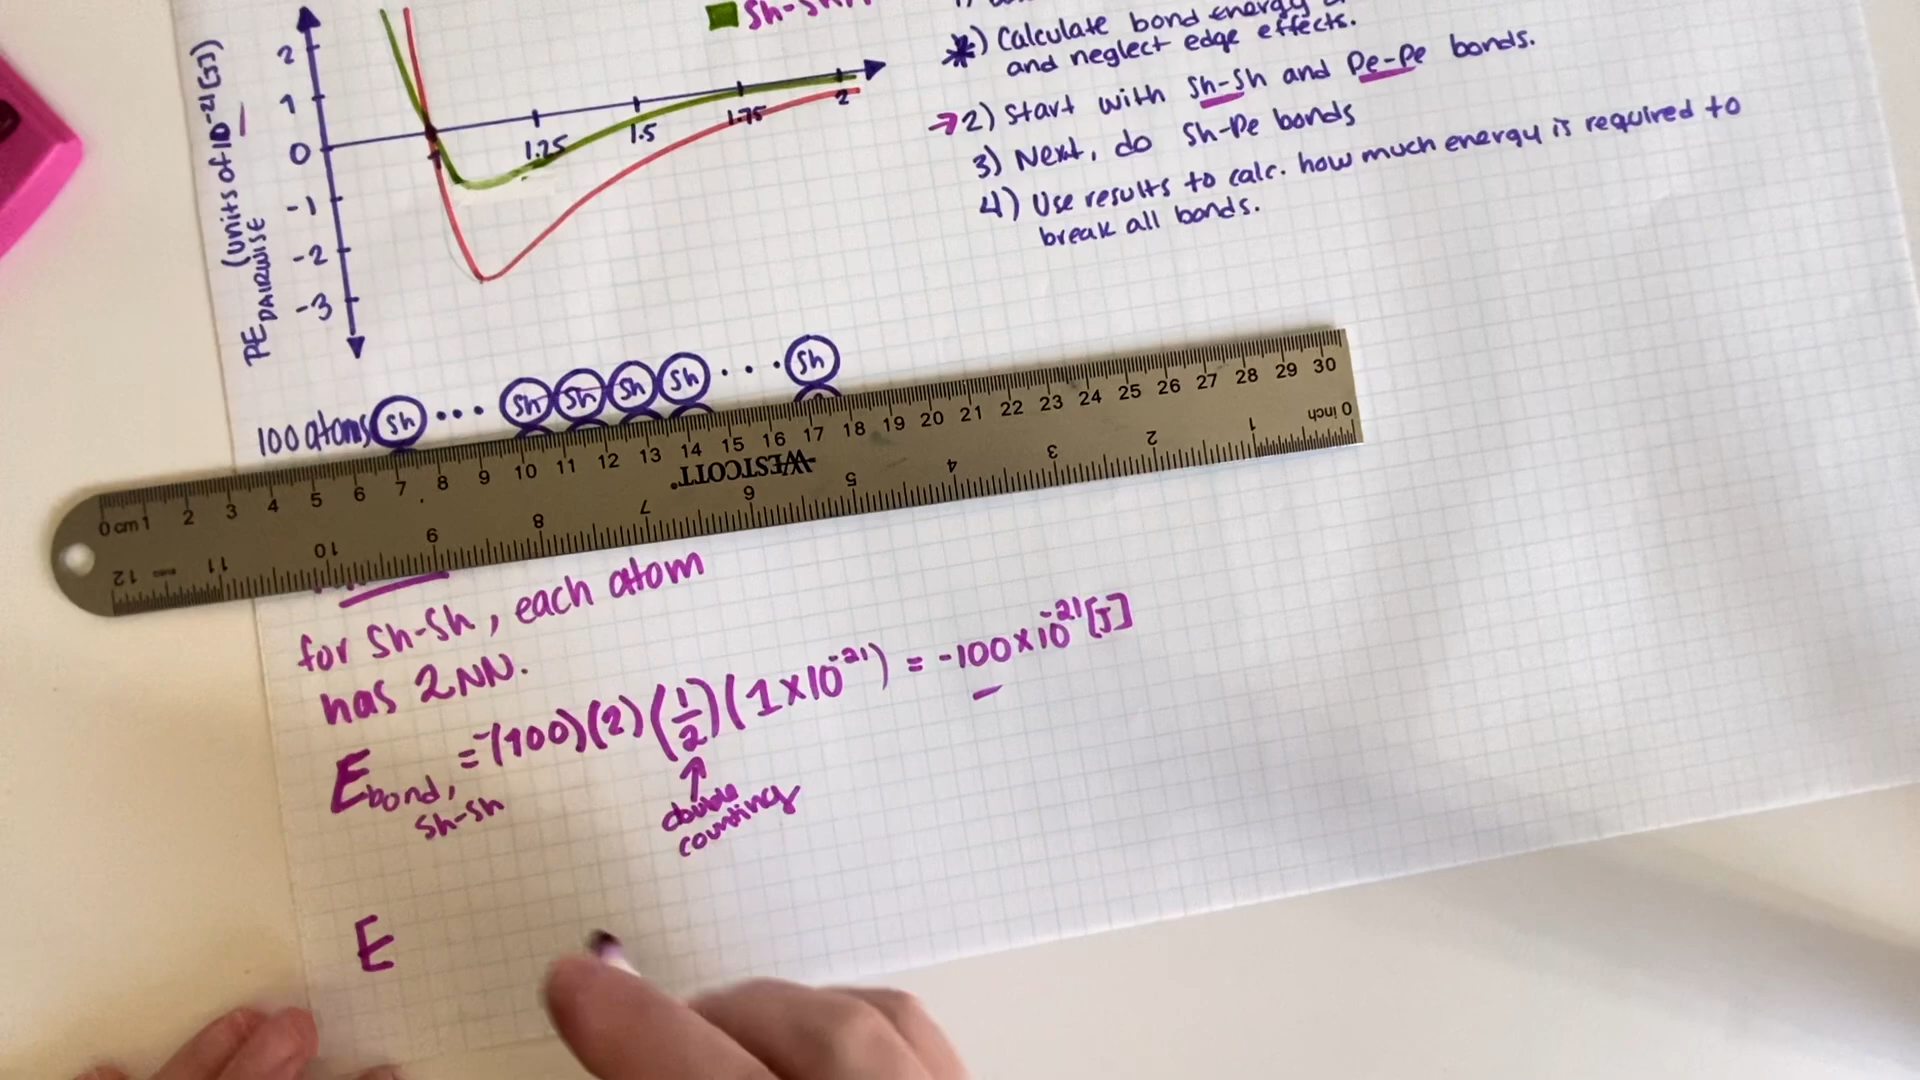 Sh-Sh
*) Calculate bond energy
and neglect edge effects.
→2) Start with Sh-Sh and Pe-Pe bonds.
3) Next, do Sh-Pe bonds
4) Use results to calc. how much energy is required to
break all bonds.
PE PAIRWISE (units of 10⁻²¹ [J])
2
1
0
-1
-2
-3
1 1.25 1.5 1.75 2
100 atoms Sh ... Sh Sh Sh Sh ... Sh
0 cm 1 2 3 4 5 6 7 8 9 10 11 12 13 14 15 16 17 18 19 20 21 22 23 24 25 26 27 28 29 30
WESTCOTT®
12 11 10 9 8 7 6 5 4 3 2 1 0 inch
for Sh-Sh, each atom
has 2NN.
E bond, Sh-Sh = -(100)(2)(1/2)(1×10⁻²¹) = -100×10⁻²¹ [J]
↑
double
counting
E